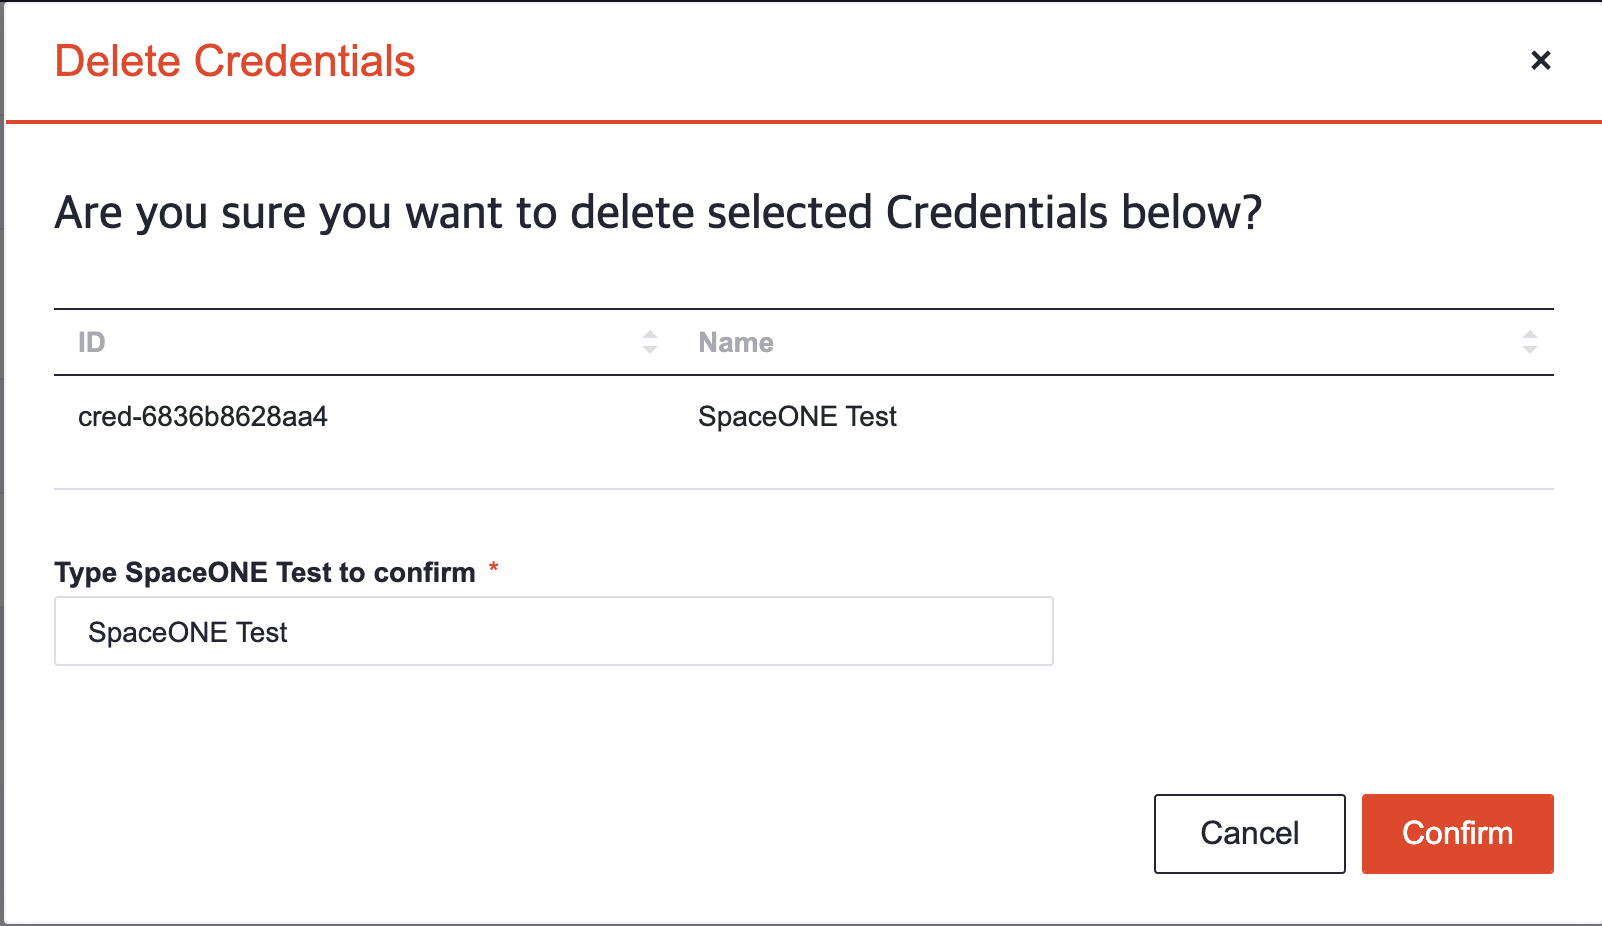 Delete Credentials
Are you sure you want to delete selected Credentials below?
ID Name
cred-6836b8628aa4 SpaceONE Test
Type SpaceONE Test to confirm *
SpaceONE Test
Cancel Confirm